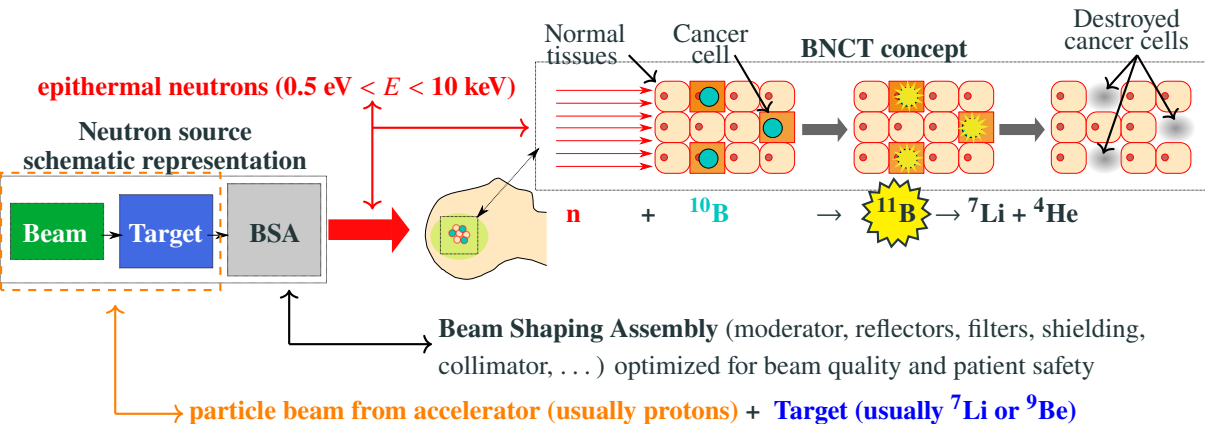 Normal
tissues
Cancer
cell
BNCT concept
Destroyed
cancer cells
epithermal neutrons (0.5 eV < E < 10 keV)
Neutron source
schematic representation
Beam
Target
BSA
n + ¹⁰B → ¹¹B → ⁷Li + ⁴He
Beam Shaping Assembly (moderator, reflectors, filters, shielding,
collimator, . . . ) optimized for beam quality and patient safety
particle beam from accelerator (usually protons) + Target (usually ⁷Li or ⁹Be)